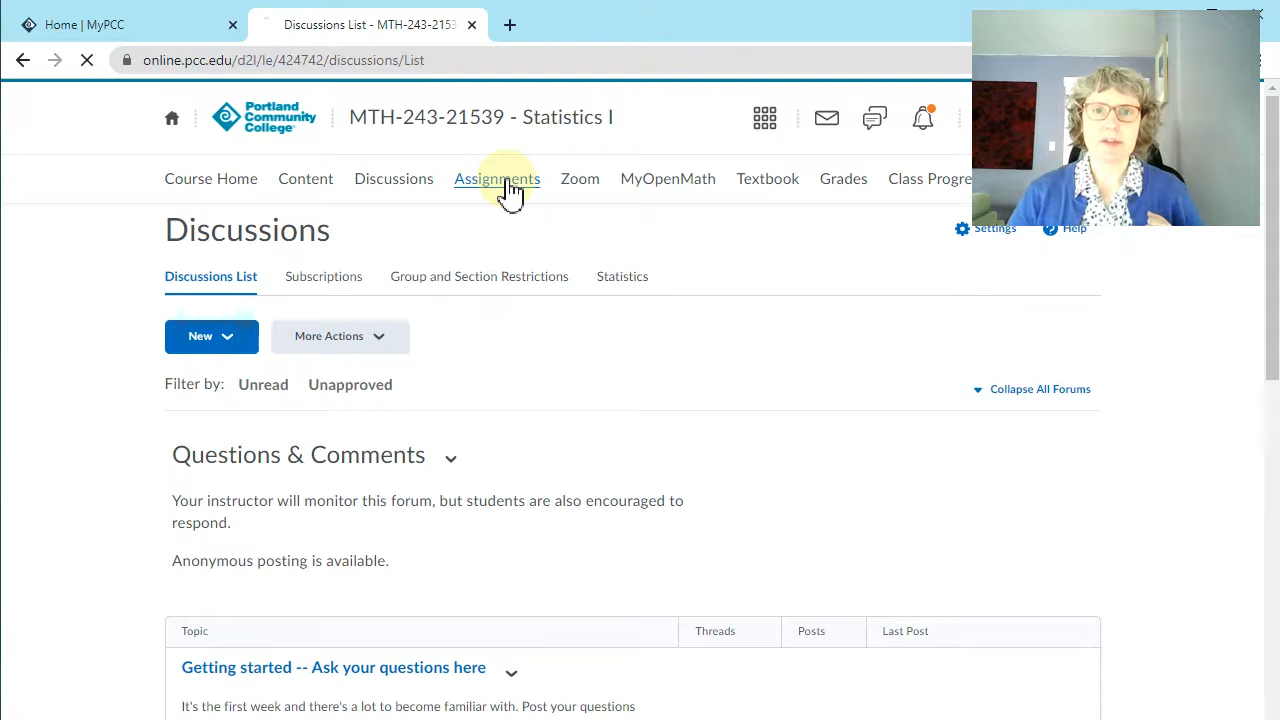 Home | MyPCC
Discussions List - MTH-243-2153
online.pcc.edu/d2l/le/424742/discussions/List
Portland
Community
College
MTH-243-21539 - Statistics I
Course Home Content Discussions Assignments Zoom MyOpenMath Textbook Grades Class Progre
Discussions
Settings Help
Discussions List Subscriptions Group and Section Restrictions Statistics
New More Actions
Filter by: Unread Unapproved
Collapse All Forums
Questions & Comments
Your instructor will monitor this forum, but students are also encouraged to
respond.
Anonymous posting is available.
Topic Threads Posts Last Post
Getting started -- Ask your questions here
It's the first week and there's a lot to become familiar with. Post your questions